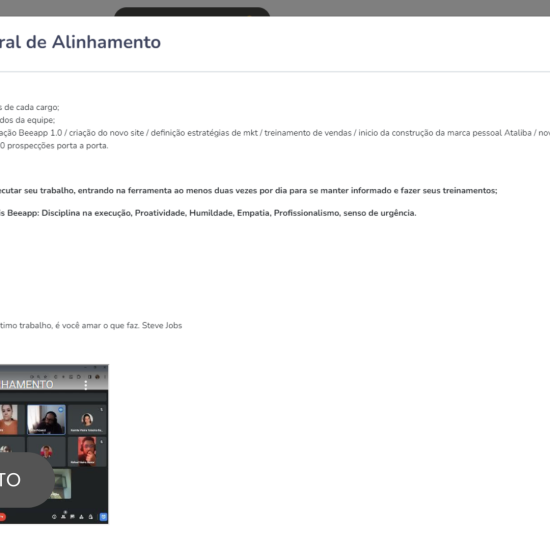 ral de Alinhamento
s de cada cargo;
dos da equipe;
ação Beeapp 1.0 / criação do novo site / definição estratégias de mkt / treinamento de vendas / inicio da construção da marca pessoal Ataliba / nov
0 prospecções porta a porta.
ecutar seu trabalho, entrando na ferramenta ao menos duas vezes por dia para se manter informado e fazer seus treinamentos;
is Beeapp: Disciplina na execução, Proatividade, Humildade, Empatia, Profissionalismo, senso de urgência.
timo trabalho, é você amar o que faz. Steve Jobs
HAMENTO
TO